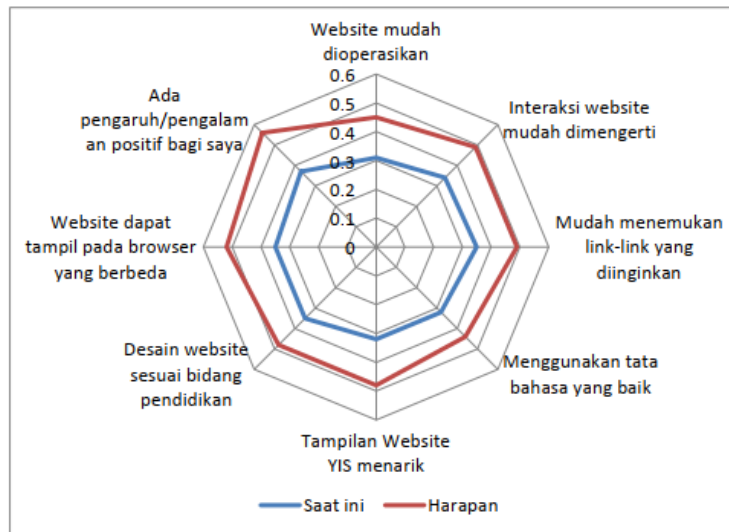 Website mudah
dioperasikan
Interaksi website
mudah dimengerti
Mudah menemukan
link-link yang
diinginkan
Menggunakan tata
bahasa yang baik
Tampilan Website
YIS menarik
Desain website
sesuai bidang
pendidikan
Website dapat
tampil pada browser
yang berbeda
Ada
pengaruh/pengalam
an positif bagi saya
0.6
0.5
0.4
0.3
0.2
0.1
0
Saat ini
Harapan